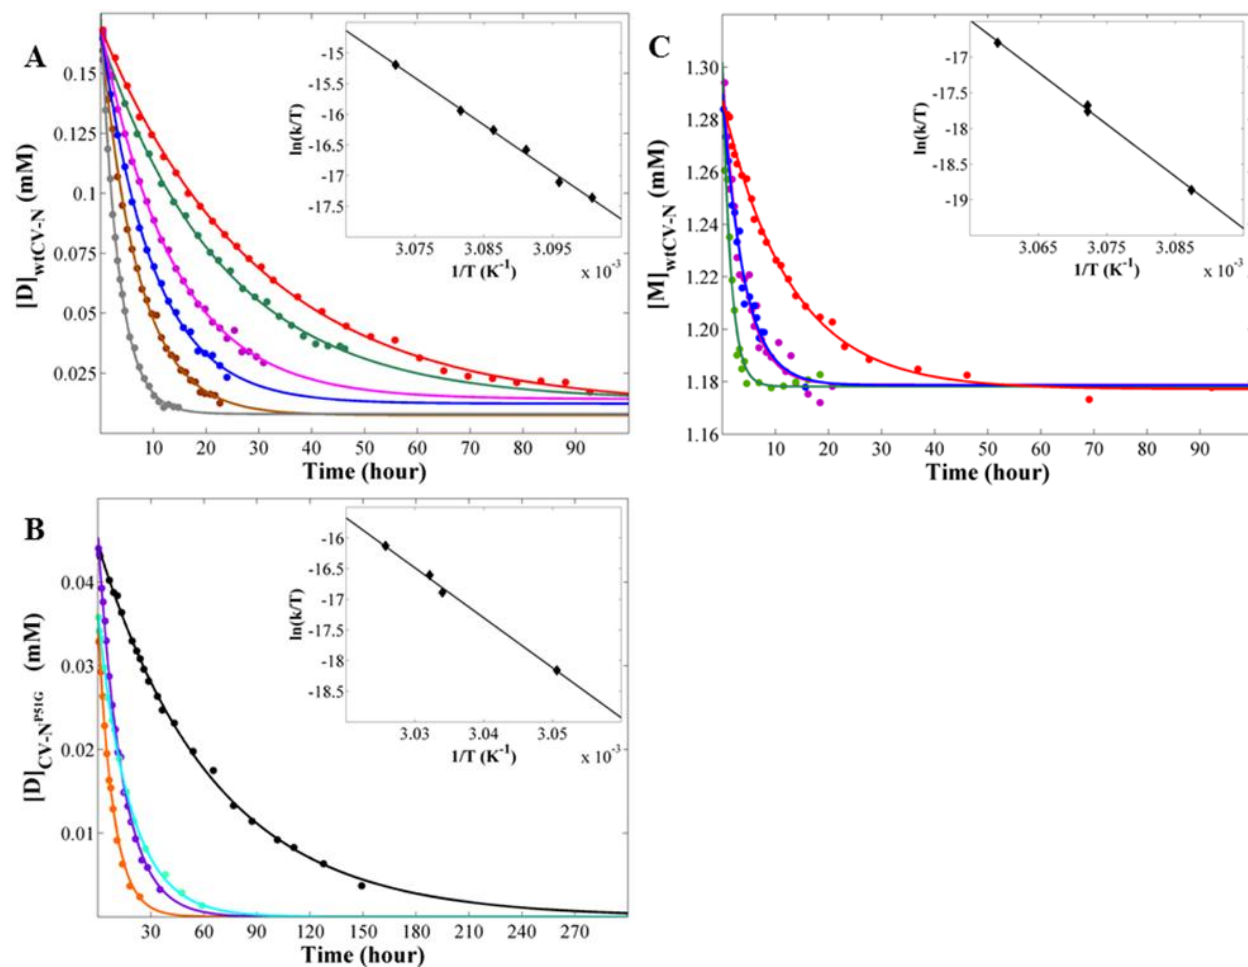 A
[D]wtCV-N (mM)
0.15
0.125
0.1
0.075
0.05
0.025
10 20 30 40 50 60 70 80 90
Time (hour)
ln(k/T)
-15
-15.5
-16
-16.5
-17
-17.5
3.075 3.085 3.095
1/T (K-1)
x 10-3
C
[M]wtCV-N (mM)
1.30
1.28
1.26
1.24
1.22
1.20
1.18
1.16
10 20 30 40 50 60 70 80 90
Time (hour)
ln(k/T)
-17
-17.5
-18
-18.5
-19
3.065 3.075 3.085
1/T (K-1)
x 10-3
B
[D]CV-NP51G (mM)
0.04
0.03
0.02
0.01
30 60 90 120 150 180 210 240 270
Time (hour)
ln(k/T)
-16
-16.5
-17
-17.5
-18
-18.5
3.03 3.04 3.05
1/T (K-1)
x 10-3